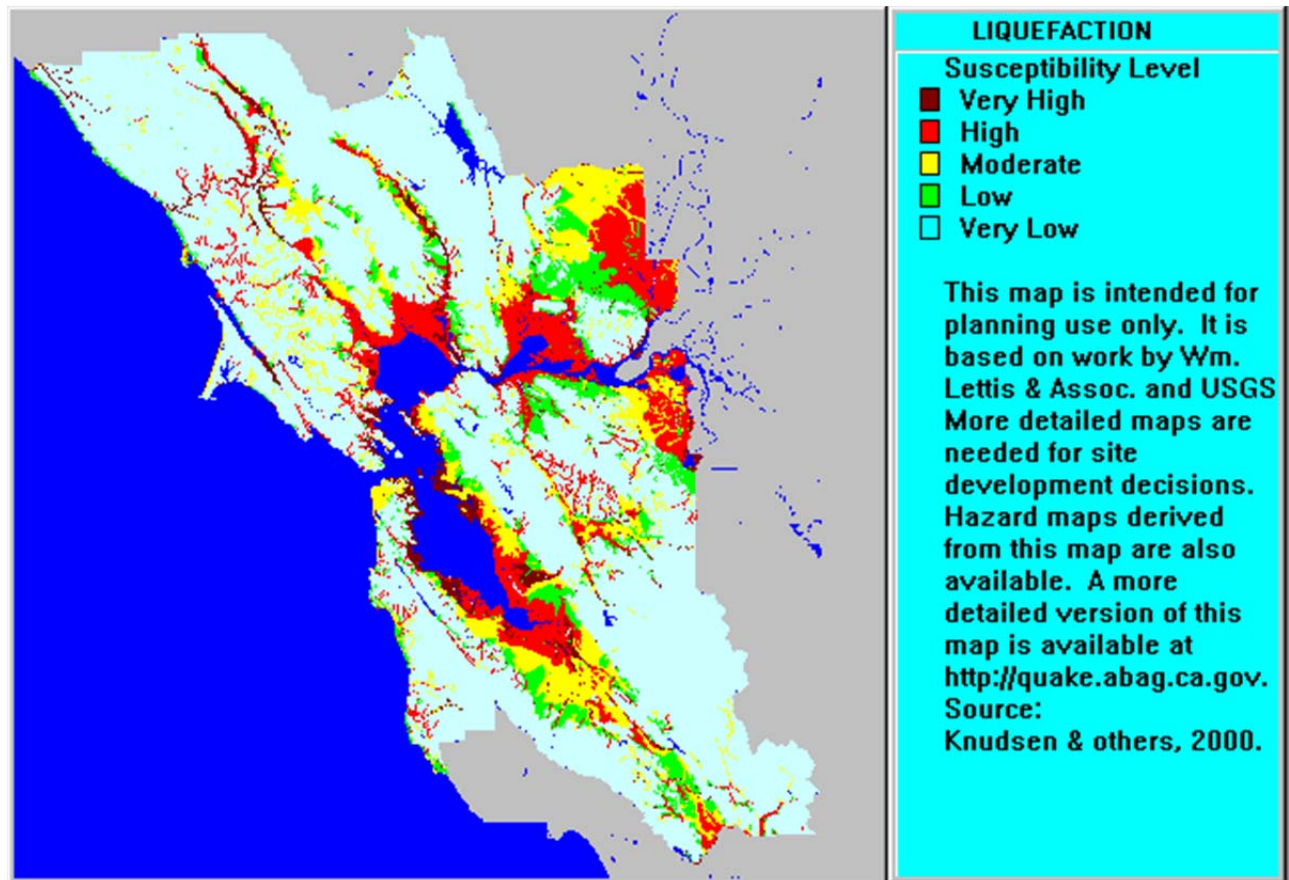 LIQUEFACTION
Susceptibility Level
Very High
High
Moderate
Low
Very Low
This map is intended for
planning use only. It is
based on work by Wm.
Lettis & Assoc. and USGS
More detailed maps are
needed for site
development decisions.
Hazard maps derived
from this map are also
available. A more
detailed version of this
map is available at
http://quake.abag.ca.gov.
Source:
Knudsen & others, 2000.